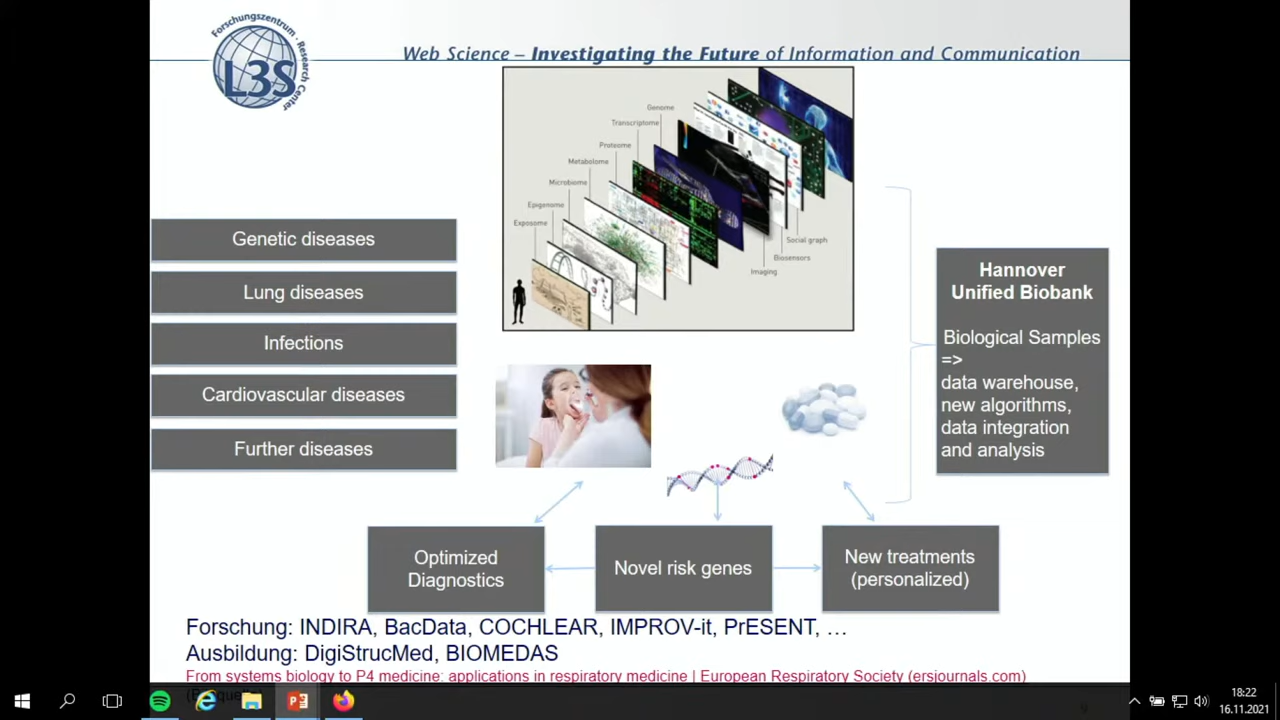 Forschungszentrum · Research Center
L3S
Web Science – Investigating the Future of Information and Communication
Genome
Transcriptome
Proteome
Metabolome
Microbiome
Epigenome
Exposome
Social graph
Biosensors
Imaging
Genetic diseases
Lung diseases
Infections
Cardiovascular diseases
Further diseases
Hannover
Unified Biobank
Biological Samples
=>
data warehouse,
new algorithms,
data integration
and analysis
Optimized
Diagnostics
Novel risk genes
New treatments
(personalized)
Forschung: INDIRA, BacData, COCHLEAR, IMPROV-it, PrESENT, …
Ausbildung: DigiStrucMed, BIOMEDAS
From systems biology to P4 medicine: applications in respiratory medicine | European Respiratory Society (ersjournals.com)
18:22
16.11.2021